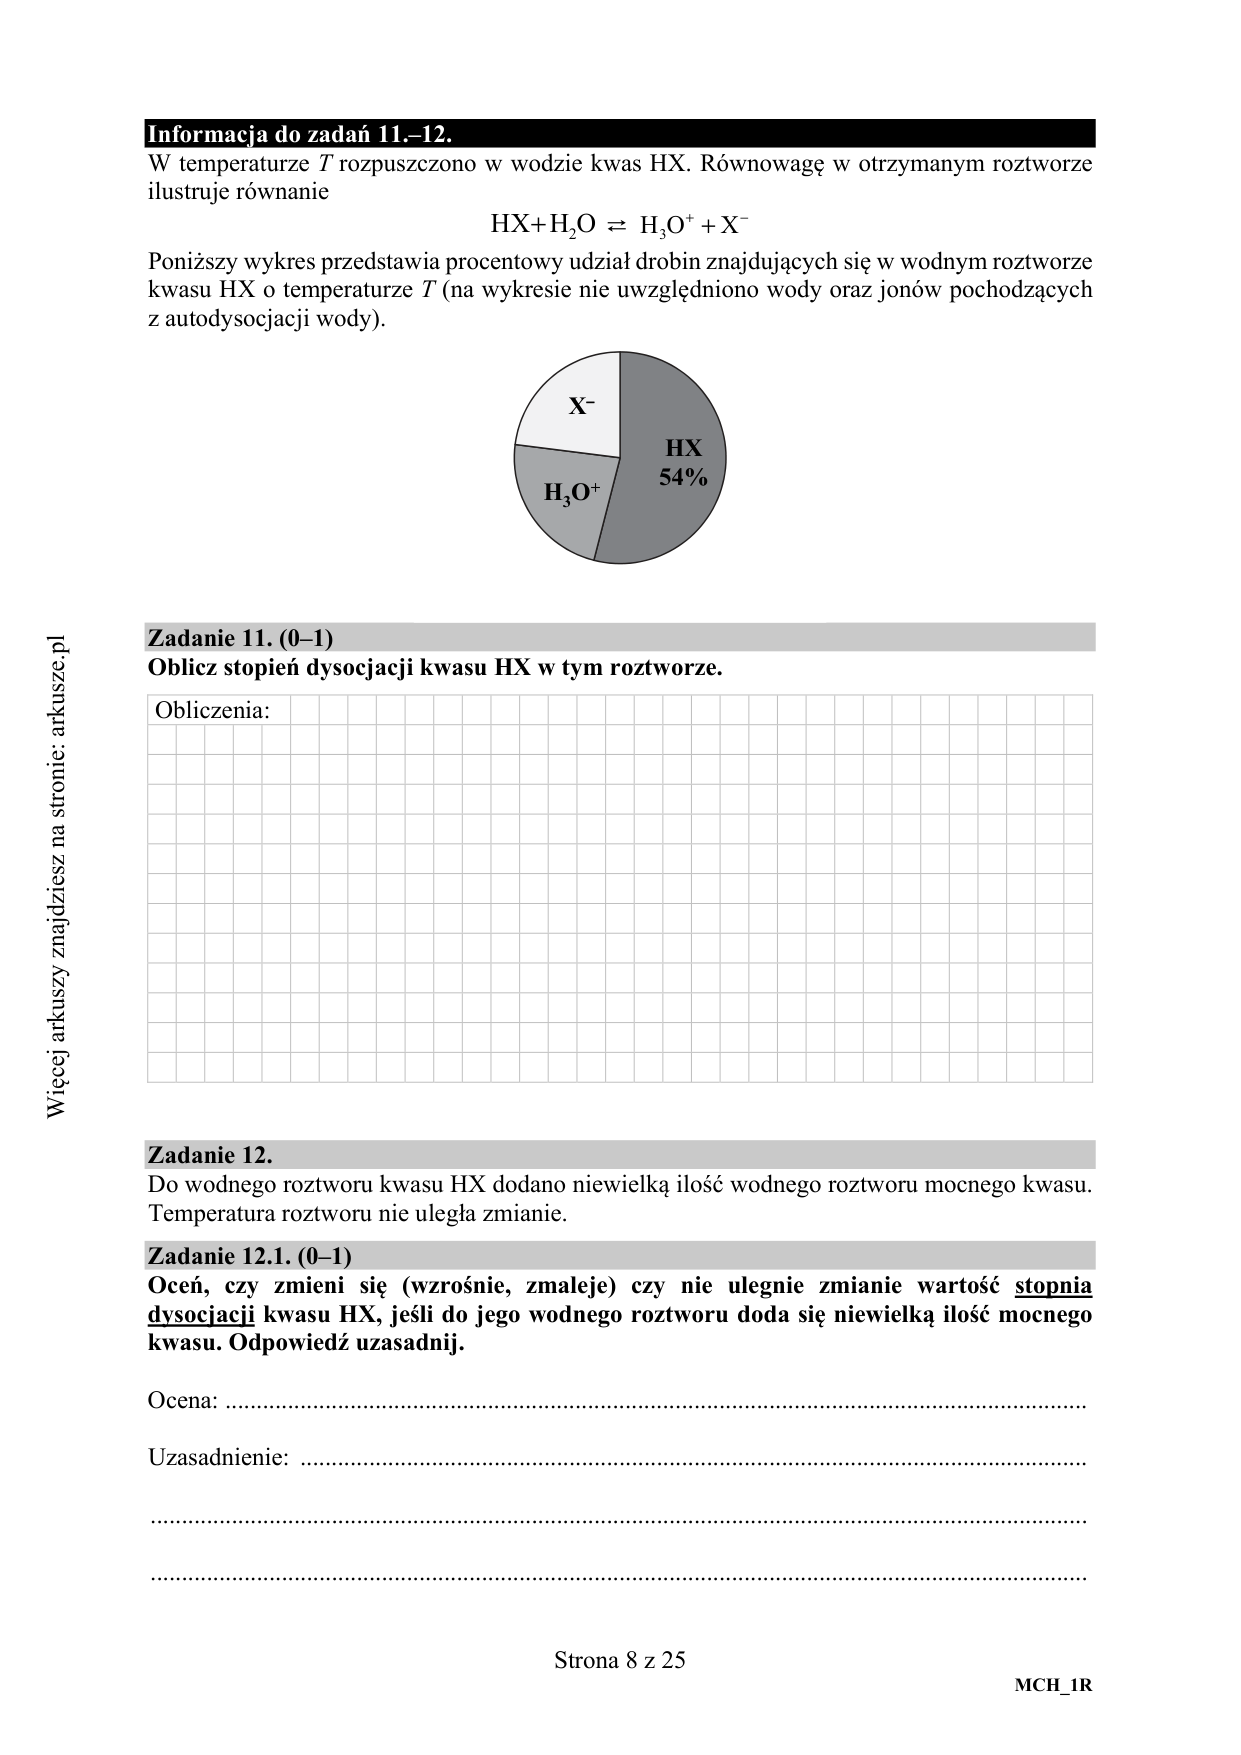 Informacja do zadań 11.–12.
W temperaturze T rozpuszczono w wodzie kwas HX. Równowagę w otrzymanym roztworze
ilustruje równanie
HX+H₂O ⇄ H₃O⁺ + X⁻
Poniższy wykres przedstawia procentowy udział drobin znajdujących się w wodnym roztworze
kwasu HX o temperaturze T (na wykresie nie uwzględniono wody oraz jonów pochodzących
z autodysocjacji wody).
X⁻
HX
54%
H₃O⁺
Zadanie 11. (0–1)
Oblicz stopień dysocjacji kwasu HX w tym roztworze.
Obliczenia:
Zadanie 12.
Do wodnego roztworu kwasu HX dodano niewielką ilość wodnego roztworu mocnego kwasu.
Temperatura roztworu nie uległa zmianie.
Zadanie 12.1. (0–1)
Oceń, czy zmieni się (wzrośnie, zmaleje) czy nie ulegnie zmianie wartość stopnia
dysocjacji kwasu HX, jeśli do jego wodnego roztworu doda się niewielką ilość mocnego
kwasu. Odpowiedź uzasadnij.
Ocena: ..........................................................................................................................................
Uzasadnienie: ..............................................................................................................................
......................................................................................................................................................
......................................................................................................................................................
Strona 8 z 25
MCH_1R
Więcej arkuszy znajdziesz na stronie: arkusze.pl